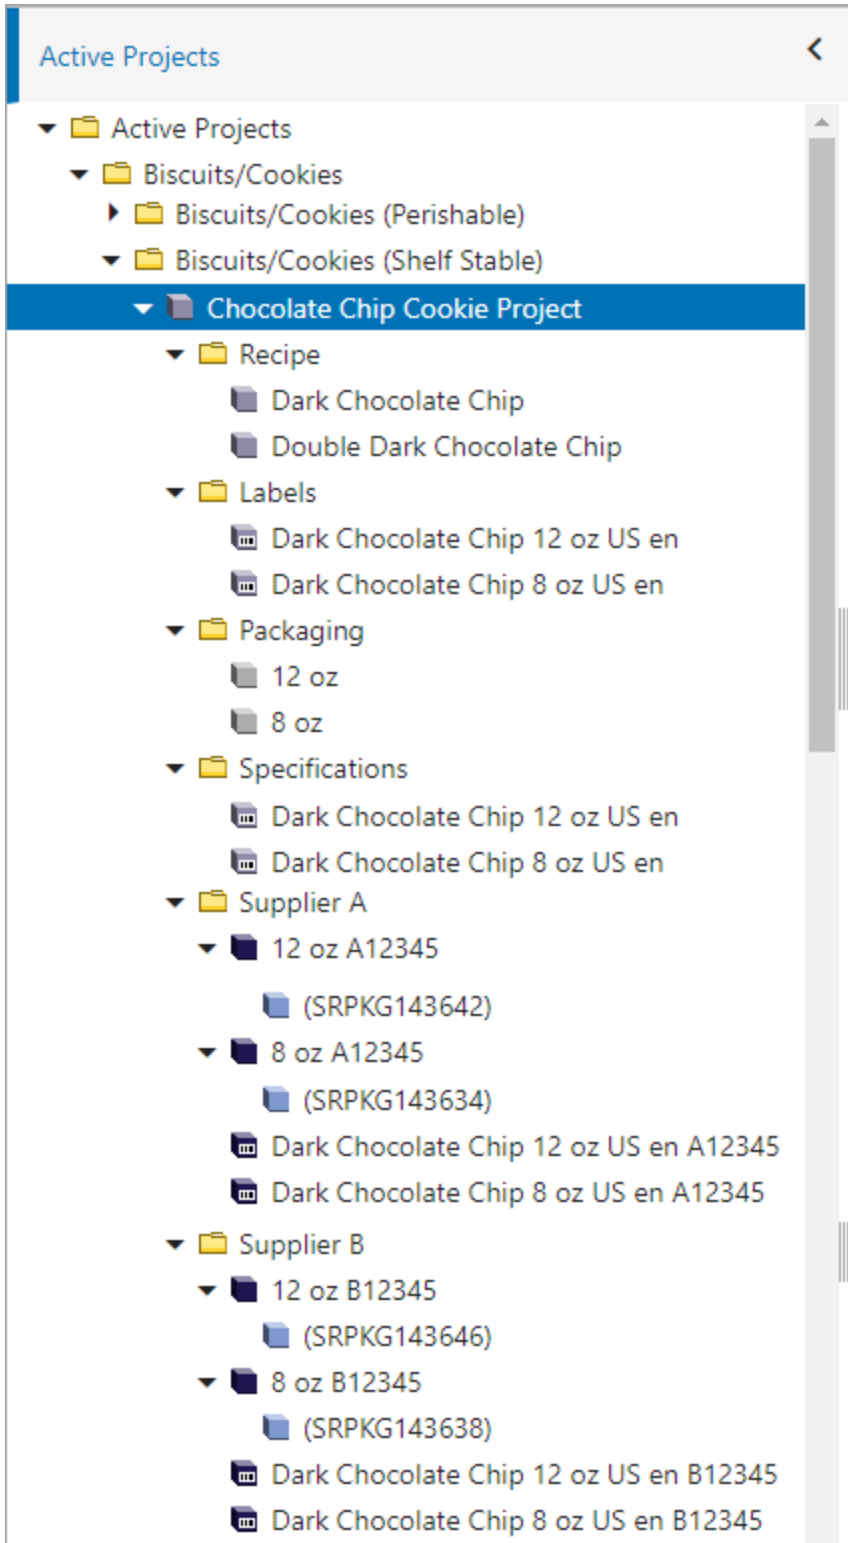 Active Projects
Active Projects
Biscuits/Cookies
Biscuits/Cookies (Perishable)
Biscuits/Cookies (Shelf Stable)
Chocolate Chip Cookie Project
Recipe
Dark Chocolate Chip
Double Dark Chocolate Chip
Labels
Dark Chocolate Chip 12 oz US en
Dark Chocolate Chip 8 oz US en
Packaging
12 oz
8 oz
Specifications
Dark Chocolate Chip 12 oz US en
Dark Chocolate Chip 8 oz US en
Supplier A
12 oz A12345
(SRPKG143642)
8 oz A12345
(SRPKG143634)
Dark Chocolate Chip 12 oz US en A12345
Dark Chocolate Chip 8 oz US en A12345
Supplier B
12 oz B12345
(SRPKG143646)
8 oz B12345
(SRPKG143638)
Dark Chocolate Chip 12 oz US en B12345
Dark Chocolate Chip 8 oz US en B12345